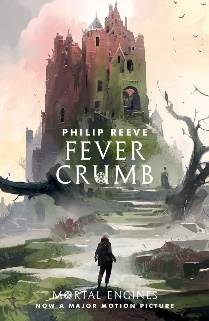 PHILIP REEVE
FEVER
CRUMB
MORTAL ENGINES
NOW A MAJOR MOTION PICTURE